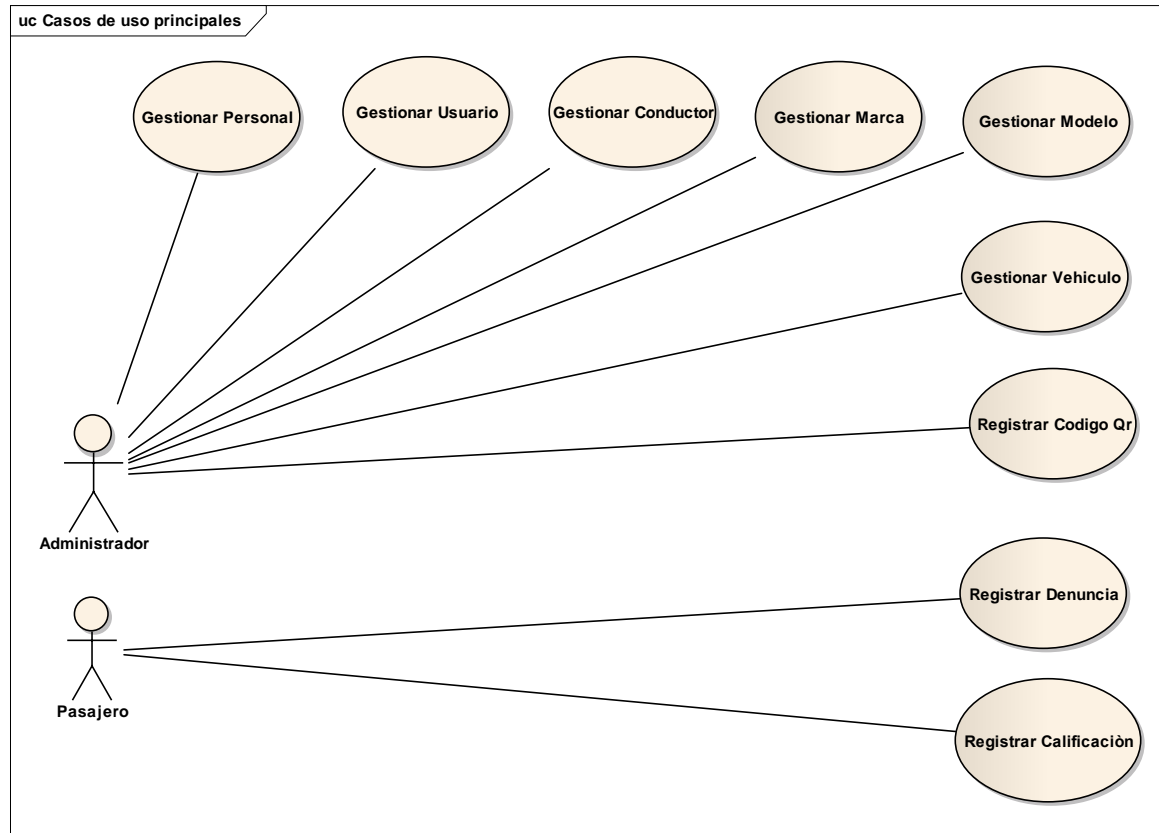 uc Casos de uso principales
Gestionar Personal
Gestionar Usuario
Gestionar Conductor
Gestionar Marca
Gestionar Modelo
Gestionar Vehiculo
Registrar Codigo Qr
Administrador
Registrar Denuncia
Pasajero
Registrar Calificaciòn